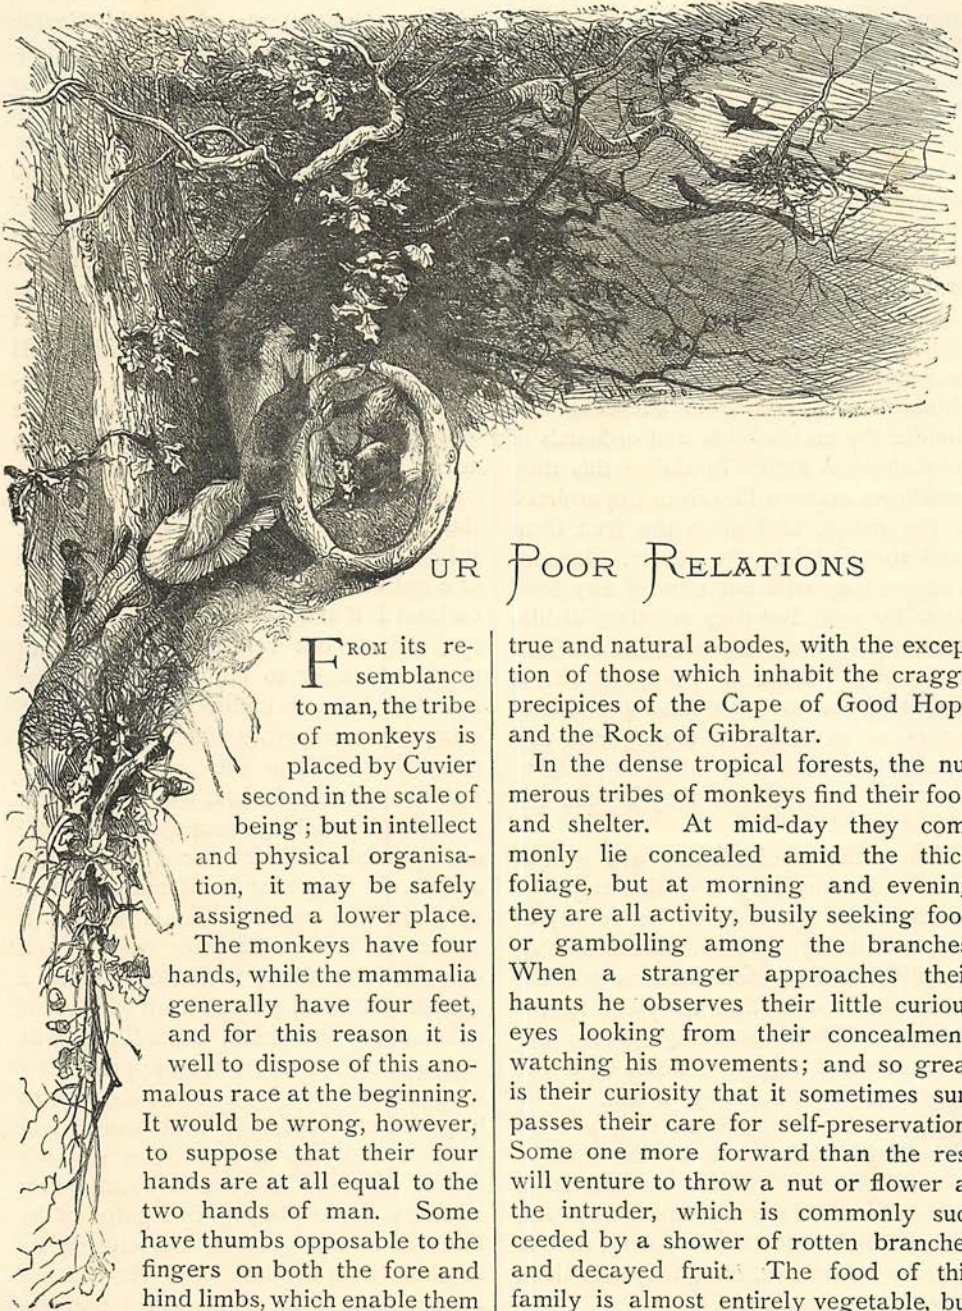 OUR POOR RELATIONS
FROM its re-
semblance
to man, the tribe
of monkeys is
placed by Cuvier
second in the scale of
being ; but in intellect
and physical organisa-
tion, it may be safely
assigned a lower place.
The monkeys have four
hands, while the mammalia
generally have four feet,
and for this reason it is
well to dispose of this ano-
malous race at the beginning.
It would be wrong, however,
to suppose that their four
hands are at all equal to the
two hands of man. Some
have thumbs opposable to the
fingers on both the fore and
hind limbs, which enable them
true and natural abodes, with the excep
tion of those which inhabit the cragg
precipices of the Cape of Good Hop
and the Rock of Gibraltar.
In the dense tropical forests, the nu
merous tribes of monkeys find their foo
and shelter. At mid-day they com
monly lie concealed amid the thic
foliage, but at morning and evening
they are all activity, busily seeking foo
or gambolling among the branches
When a stranger approaches thei
haunts he observes their little curiou
eyes looking from their concealmen
watching his movements; and so grea
is their curiosity that it sometimes sur
passes their care for self-preservation
Some one more forward than the res
will venture to throw a nut or flower a
the intruder, which is commonly suc
ceeded by a shower of rotten branche
and decayed fruit. The food of thi
family is almost entirely vegetable, bu